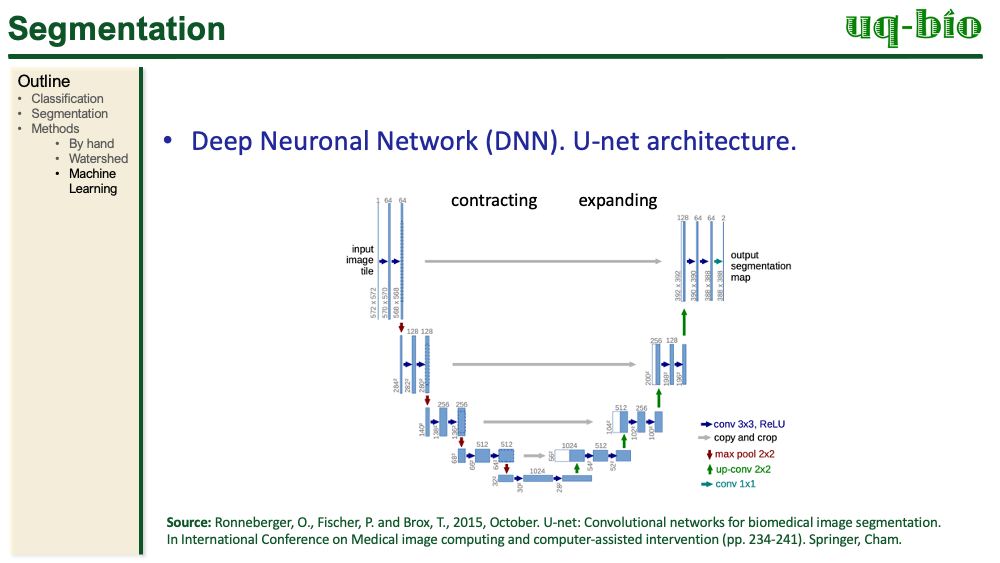 Segmentation
uq-bio
Outline
• Classification
• Segmentation
• Methods
• By hand
• Watershed
• Machine
Learning
• Deep Neuronal Network (DNN). U-net architecture.
contracting expanding
1 64 64
128 64 64 2
input
image
tile
output
segmentation
map
572 x 572
570 x 570
568 x 568
392 x 392
390 x 390
388 x 388
388 x 388
128 128
256 128
284²
282²
280²
200²
198²
196²
256 256
512 256
140²
138²
136²
104²
102²
100²
512 512
1024 512
68²
66²
64²
56²
54²
52²
1024
32²
30²
28²
conv 3x3, ReLU
copy and crop
max pool 2x2
up-conv 2x2
conv 1x1
Source: Ronneberger, O., Fischer, P. and Brox, T., 2015, October. U-net: Convolutional networks for biomedical image segmentation.
In International Conference on Medical image computing and computer-assisted intervention (pp. 234-241). Springer, Cham.